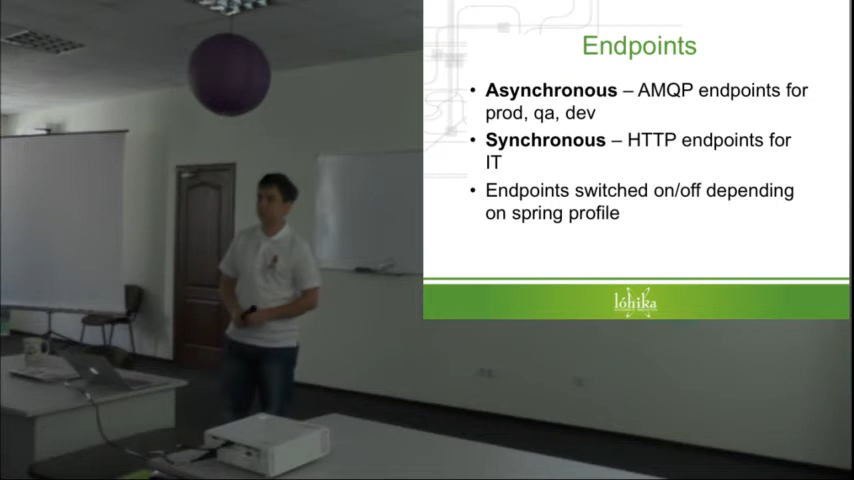 Endpoints
• Asynchronous – AMQP endpoints for
prod, qa, dev
• Synchronous – HTTP endpoints for
IT
• Endpoints switched on/off depending
on spring profile
lóhika